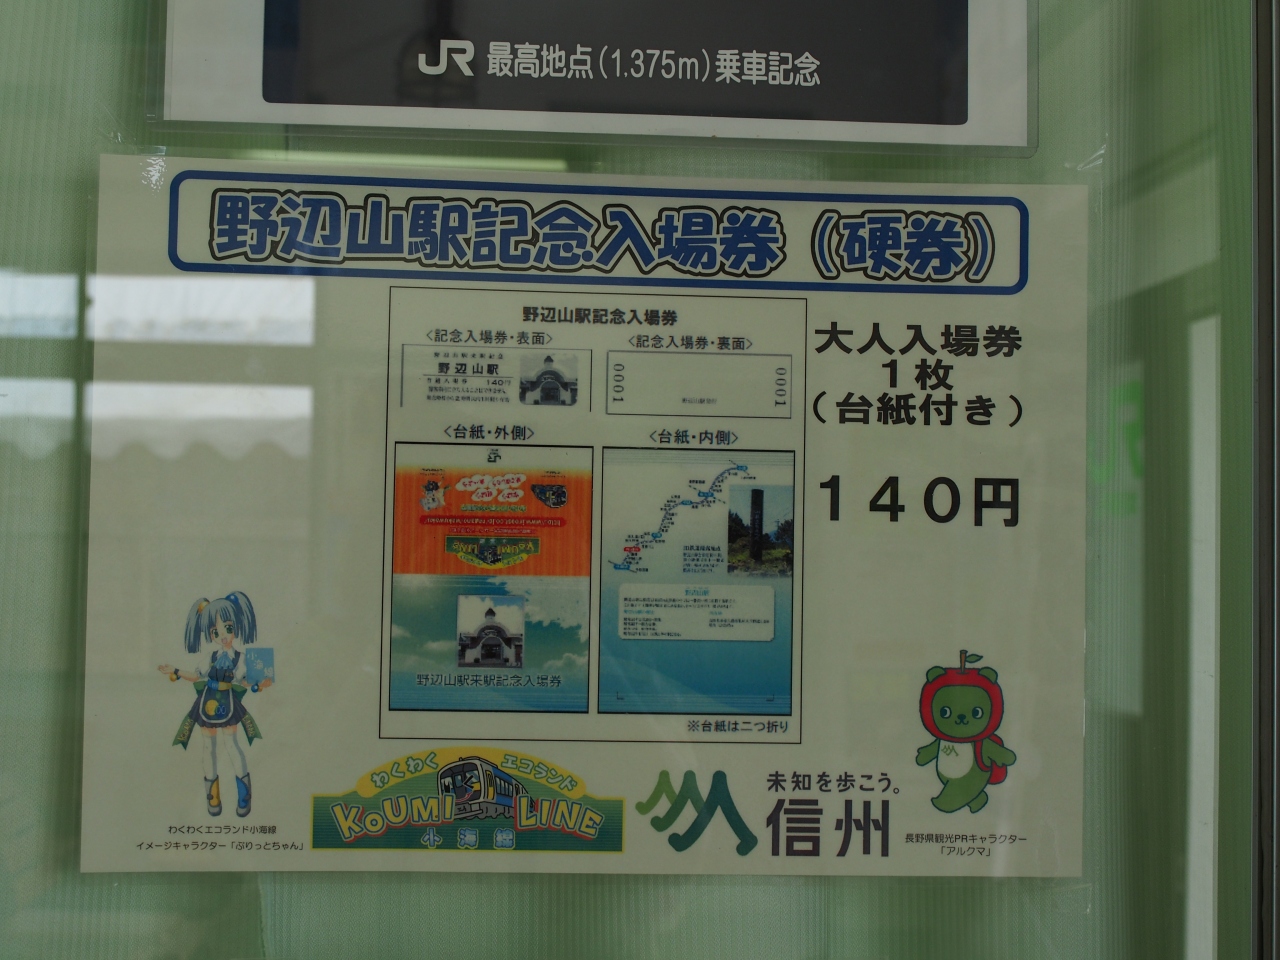 JR 最高地点(1.375m)乗車記念
野辺山駅記念入場券(硬券)
野辺山駅記念入場券
<記念入場券・表面>
<記念入場券・裏面>
野辺山駅
140円
0001
0001
<台紙・外側>
<台紙・内側>
KOUMI LINE
野辺山駅来駅記念入場券
※台紙は二つ折り
大人入場券
1枚
(台紙付き)
140円
小海線
わくわくエコランド小海線
イメージキャラクター「ぷりっとちゃん」
わくわく エコランド
KOUMI LINE
小海線
未知を歩こう。
信州
長野県観光PRキャラクター
「アルクマ」